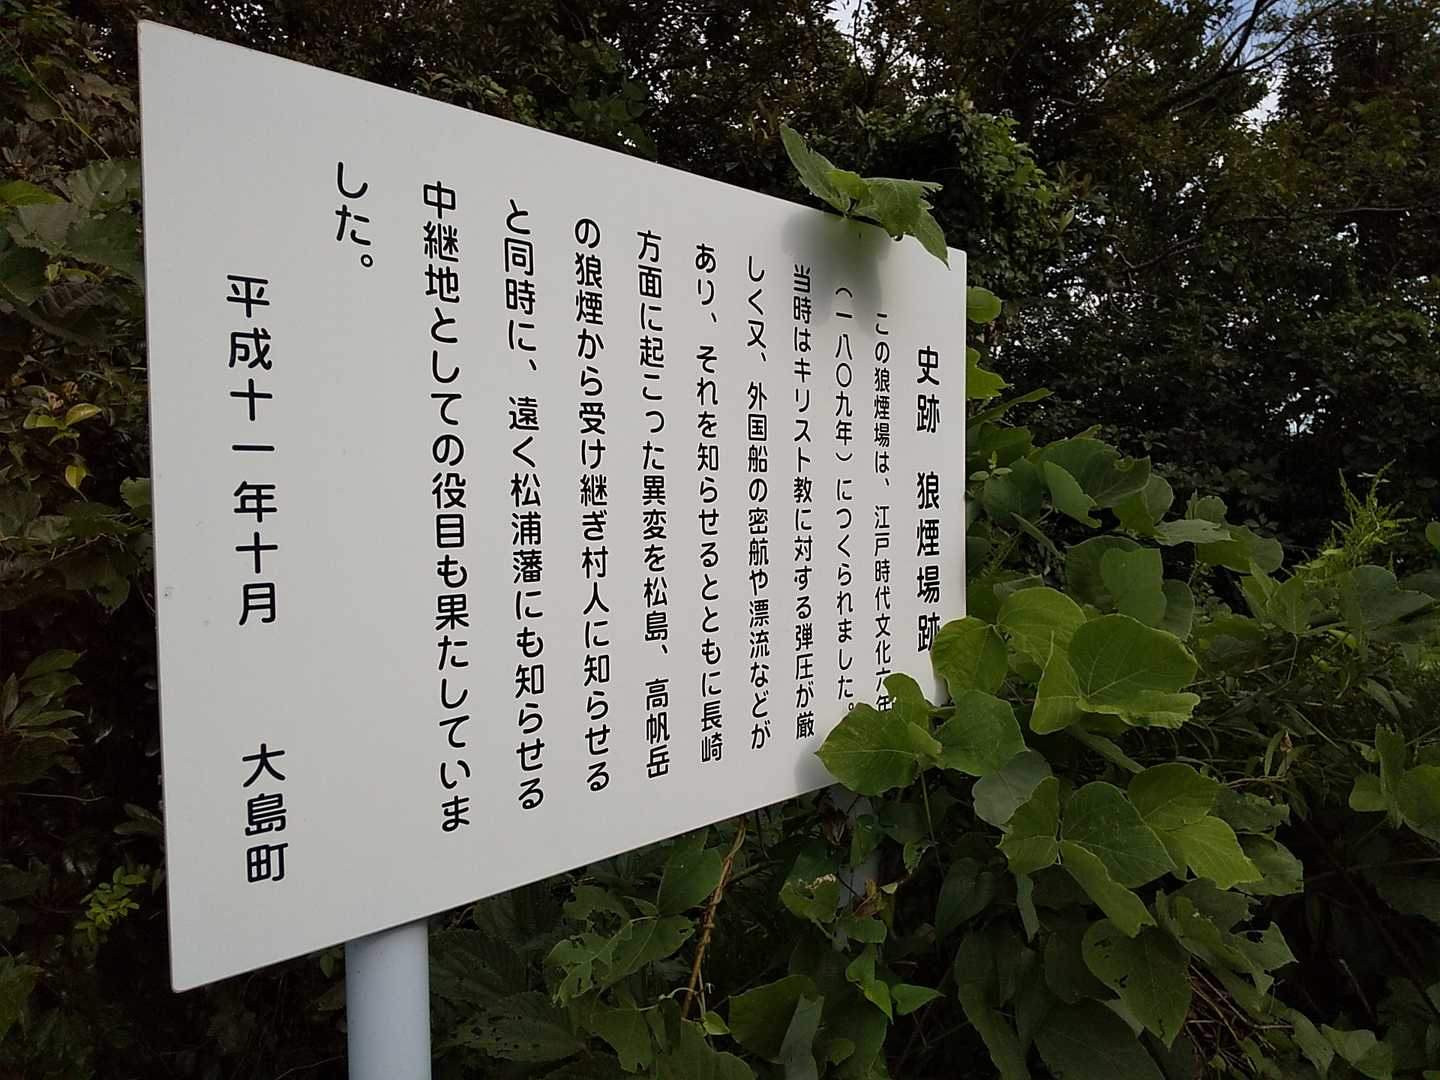 史跡 狼煙場跡
この狼煙場は、江戸時代文化六年
(一八〇九年)につくられました。
当時はキリスト教に対する弾圧が厳
しく又、外国船の密航や漂流などが
あり、それを知らせるとともに長崎
方面に起こった異変を松島、高帆岳
の狼煙から受け継ぎ村人に知らせる
と同時に、遠く松浦藩にも知らせる
中継地としての役目も果たしていま
した。
平成十一年十月 大島町